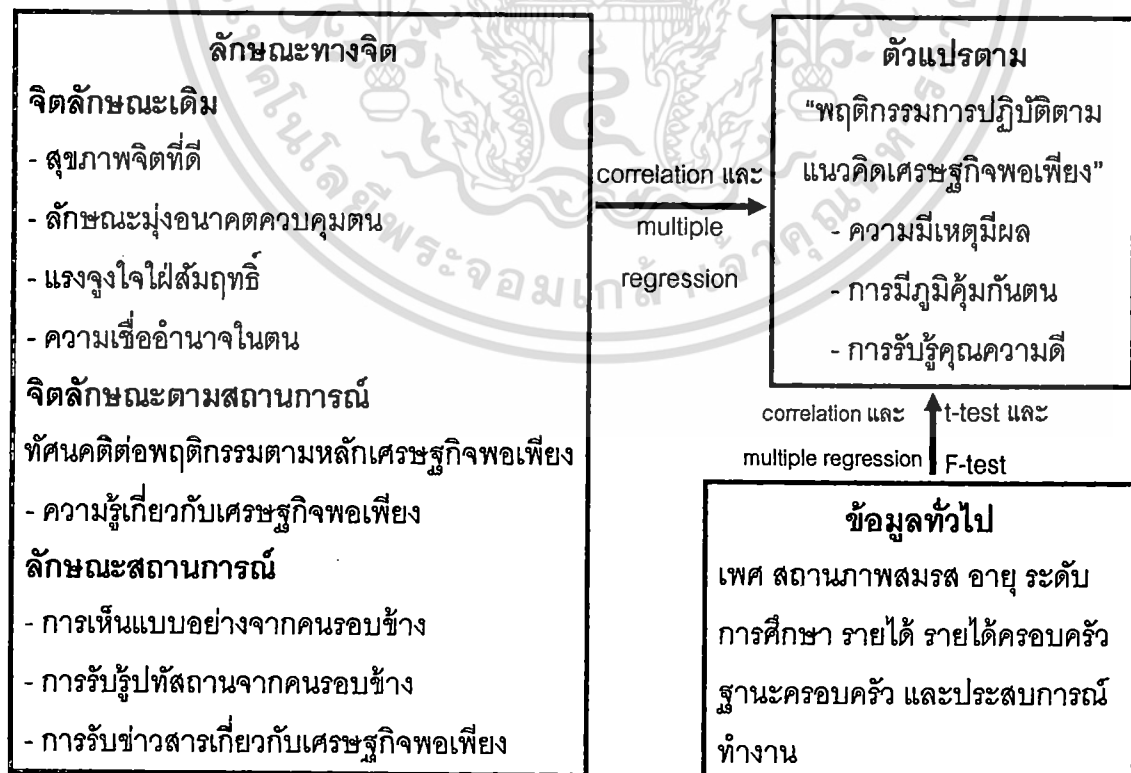 ลักษณะทางจิต
จิตลักษณะเดิม
- สุขภาพจิตที่ดี
- ลักษณะมุ่งอนาคตควบคุมตน
- แรงจูงใจใฝ่สัมฤทธิ์
- ความเชื่ออำนาจในตน
จิตลักษณะตามสถานการณ์
ทัศนคติต่อพฤติกรรมตามหลักเศรษฐกิจพอเพียง
- ความรู้เกี่ยวกับเศรษฐกิจพอเพียง
ลักษณะสถานการณ์
- การเห็นแบบอย่างจากคนรอบข้าง
- การรับรู้ปทัสถานจากคนรอบข้าง
- การรับข่าวสารเกี่ยวกับเศรษฐกิจพอเพียง
correlation และ
multiple
regression
ตัวแปรตาม
“พฤติกรรมการปฏิบัติตาม
แนวคิดเศรษฐกิจพอเพียง”
- ความมีเหตุมีผล
- การมีภูมิคุ้มกันตน
- การรับรู้คุณความดี
correlation และ
multiple regression
t-test และ
F-test
ข้อมูลทั่วไป
เพศ สถานภาพสมรส อายุ ระดับ
การศึกษา รายได้ รายได้ครอบครัว
ฐานะครอบครัว และประสบการณ์
ทำงาน